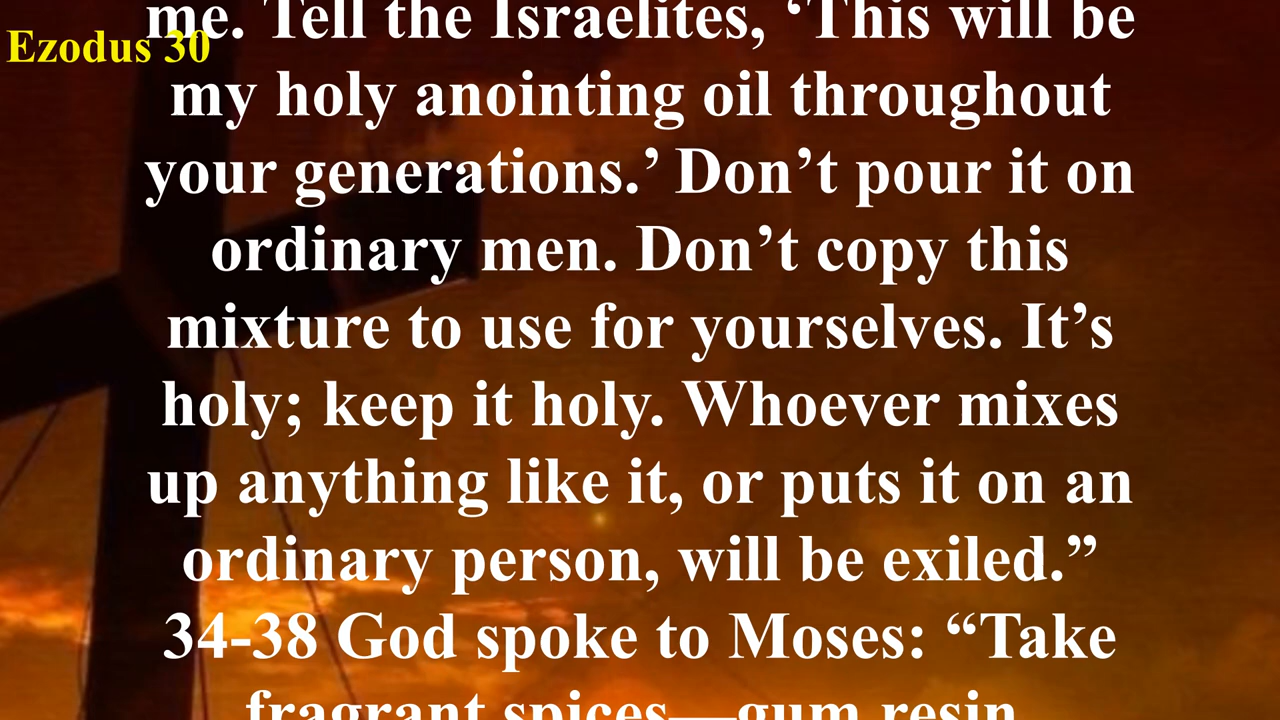 Ezodus 30
me. Tell the Israelites, ‘This will be
my holy anointing oil throughout
your generations.’ Don’t pour it on
ordinary men. Don’t copy this
mixture to use for yourselves. It’s
holy; keep it holy. Whoever mixes
up anything like it, or puts it on an
ordinary person, will be exiled.”
34-38 God spoke to Moses: “Take
fragrant spices—gum resin